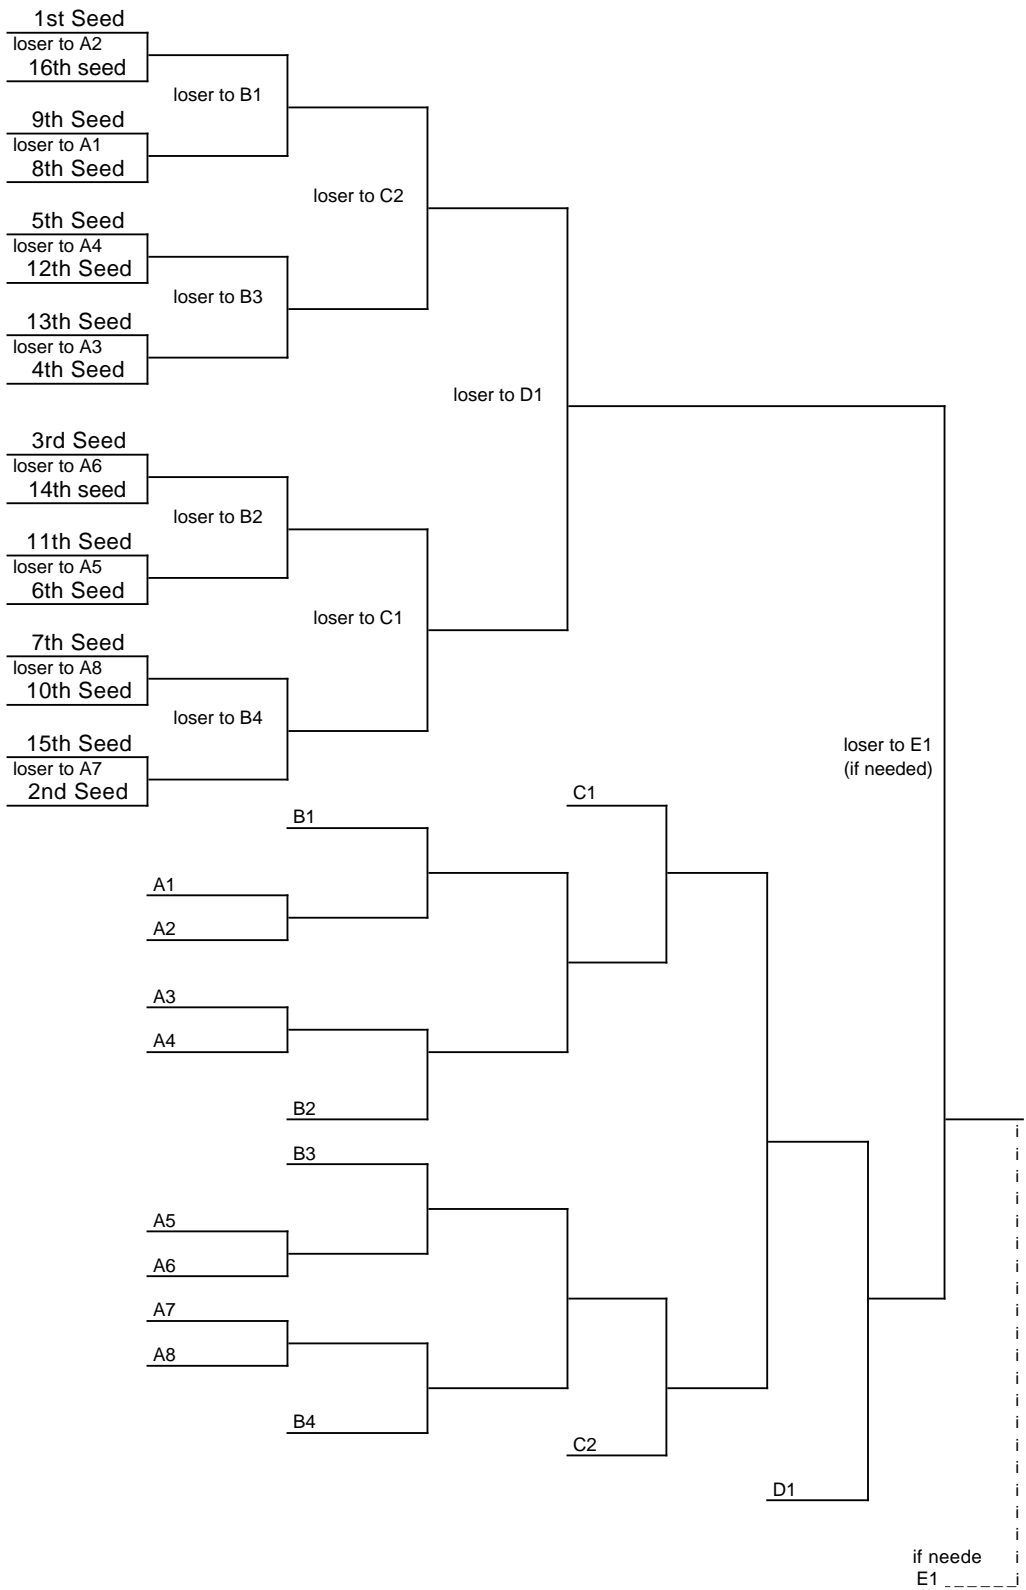 1st Seed
loser to A2
16th seed
loser to B1
9th Seed
loser to A1
8th Seed
loser to C2
5th Seed
loser to A4
12th Seed
loser to B3
13th Seed
loser to A3
4th Seed
loser to D1
3rd Seed
loser to A6
14th seed
loser to B2
11th Seed
loser to A5
6th Seed
loser to C1
7th Seed
loser to A8
10th Seed
loser to B4
15th Seed
loser to A7
2nd Seed
loser to E1
(if needed)
C1
B1
A1
A2
A3
A4
B2
B3
A5
A6
A7
A8
B4
C2
D1
if neede
E1